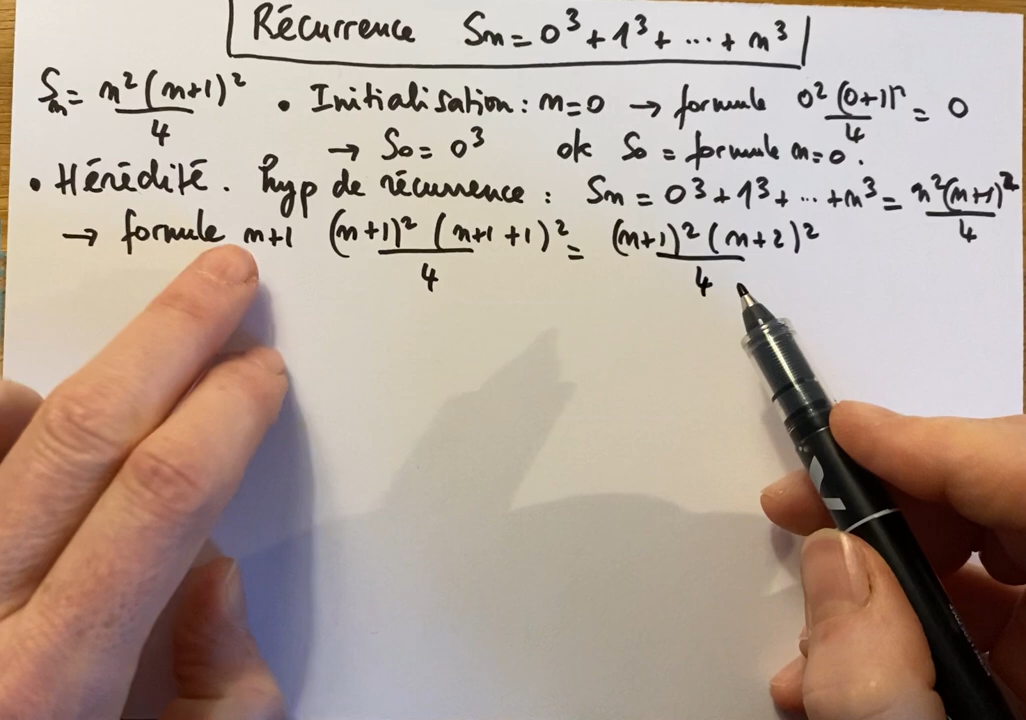 Récurrence Sn = 0³ + 1³ + ... + n³
Sn = n²(n+1)²/4 • Initialisation : n=0 → formule 0²(0+1)²/4 = 0
→ S0 = 0³ ok S0 = formule n=0.
• Hérédité. hyp de récurrence : Sn = 0³ + 1³ + ... + n³ = n²(n+1)²/4
→ formule n+1 (n+1)²(n+1+1)²/4 = (n+1)²(n+2)²/4